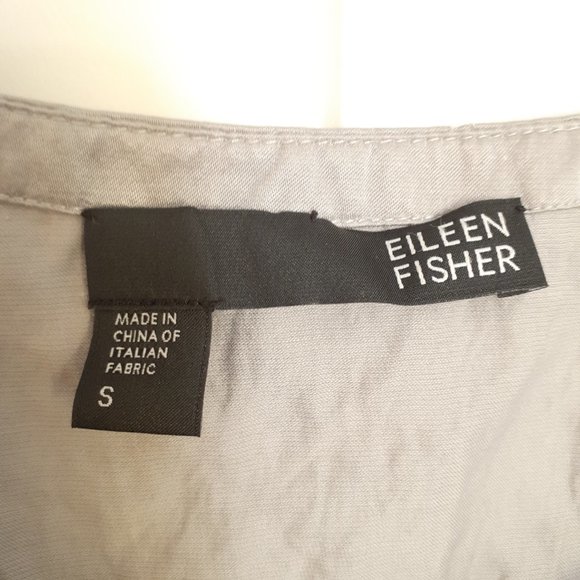 EILEEN
FISHER
MADE IN
CHINA OF
ITALIAN
FABRIC
S